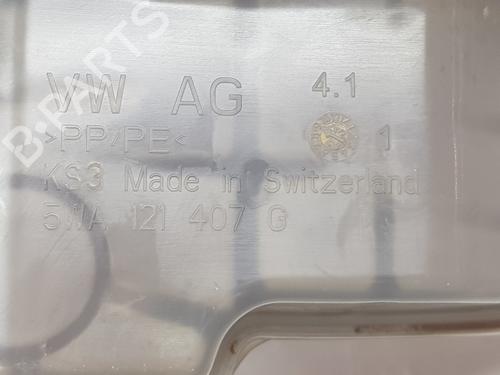 VW AG 4.1
>PP/PE< 1
KS3 Made in Switzerland
5WA 121 407 G
B-PARTS